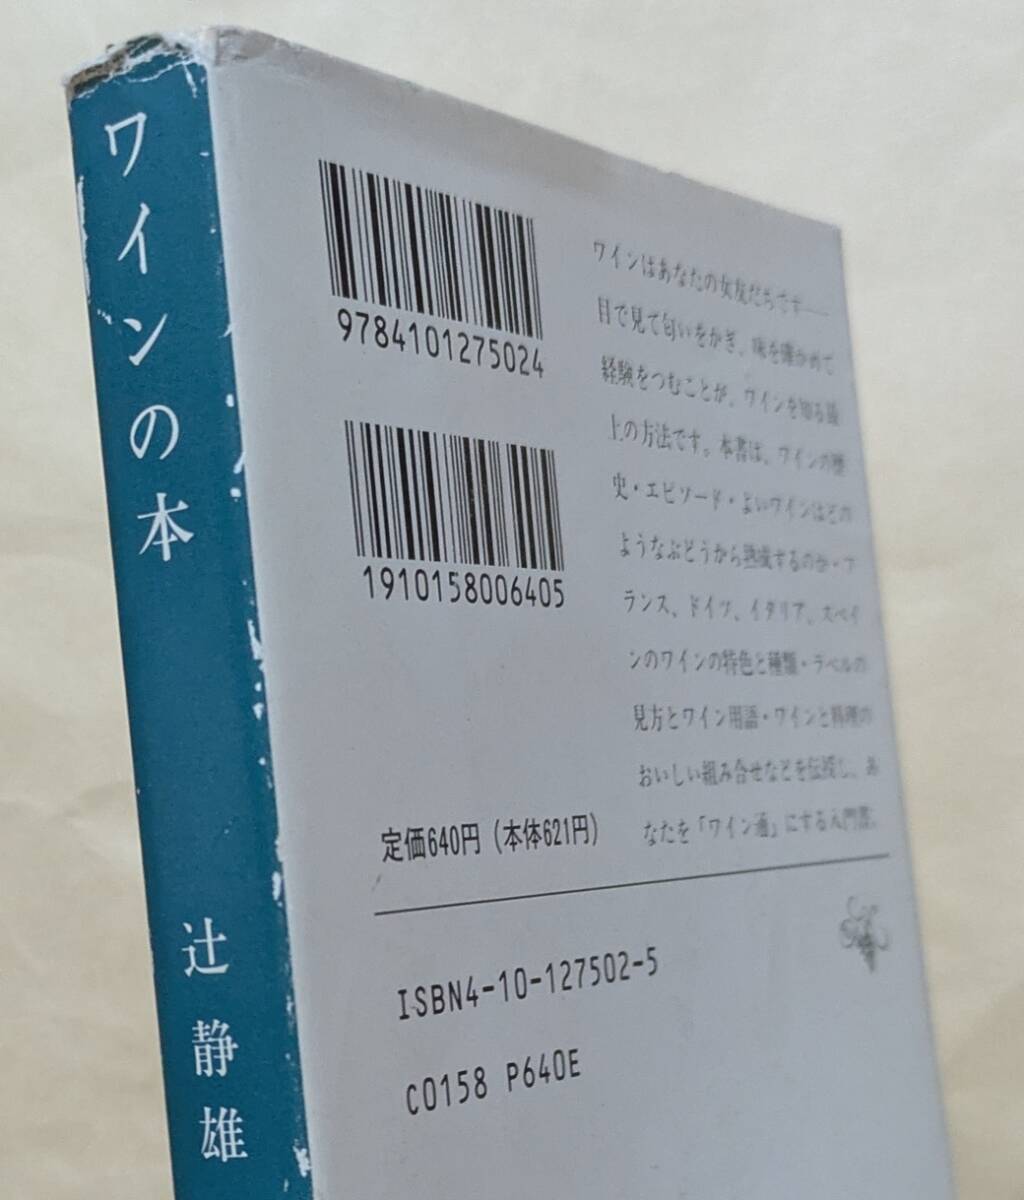 ワインの本
辻静雄
9784101275024
1910158006405
ワインはあなたの女友だちです——
目で見て匂いをかぎ、味を確かめて
経験をつむことが、ワインを知る最
上の方法です。本書は、ワインの歴
史・エピソード・よいワインはどの
ようなぶどうから熟成するのか・フ
ランス、ドイツ、イタリア、スペイ
ンのワインの特色と種類・ラベルの
見方とワイン用語・ワインと料理の
おいしい組み合せなどを伝授し、あ
なたを「ワイン通」にする入門書。
定価640円(本体621円)
ISBN4-10-127502-5
C0158 P640E